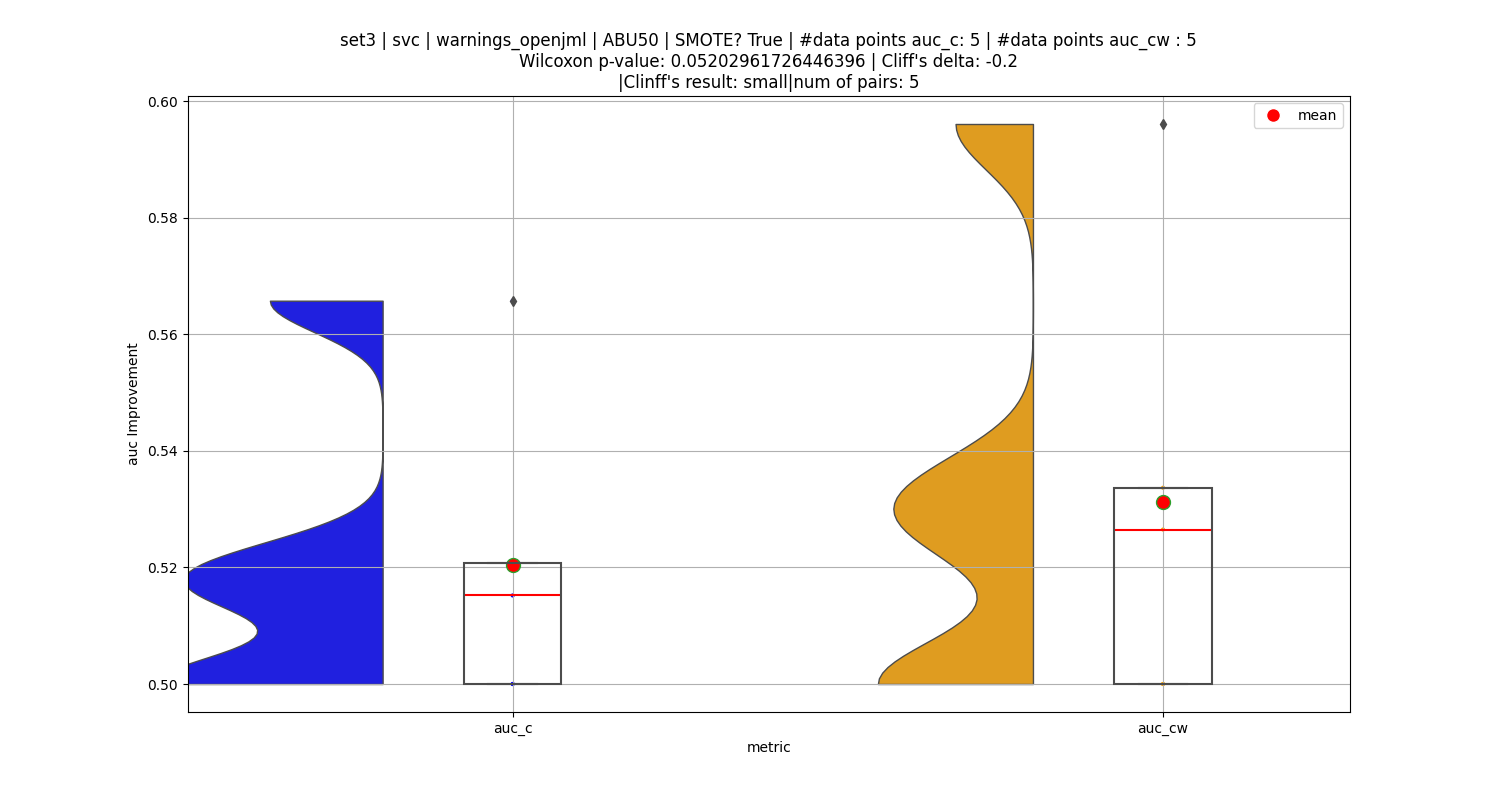 set3 | svc | warnings_openjml | ABU50 | SMOTE? True | #data points auc_c: 5 | #data points auc_cw : 5
Wilcoxon p-value: 0.05202961726446396 | Cliff's delta: -0.2
|Clinff's result: small|num of pairs: 5
mean
auc Improvement
0.60
0.58
0.56
0.54
0.52
0.50
auc_c
auc_cw
metric